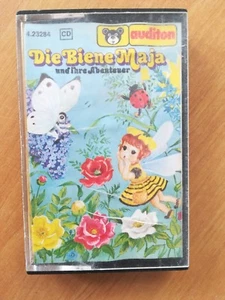 4.23284 CD auditon
Die Biene Maja
und ihre Abenteuer